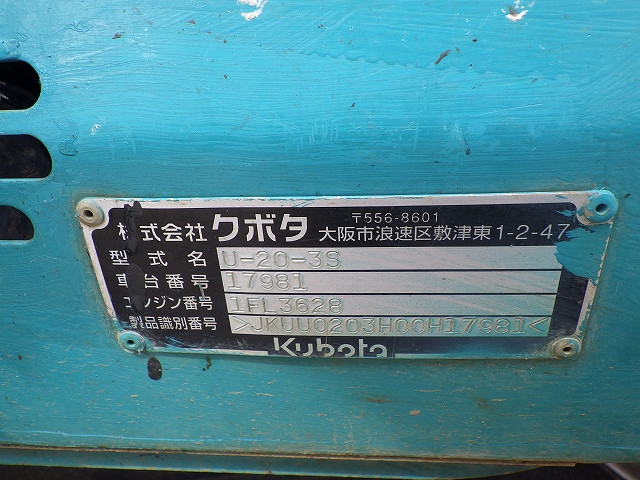 株式会社 クボタ 〒556-8601
大阪市浪速区敷津東1-2-47
型式名 U-20-3S
車台番号 17981
エンジン番号 1FL3628
製品識別番号 >JKUU0203H00H17981<
Kubota